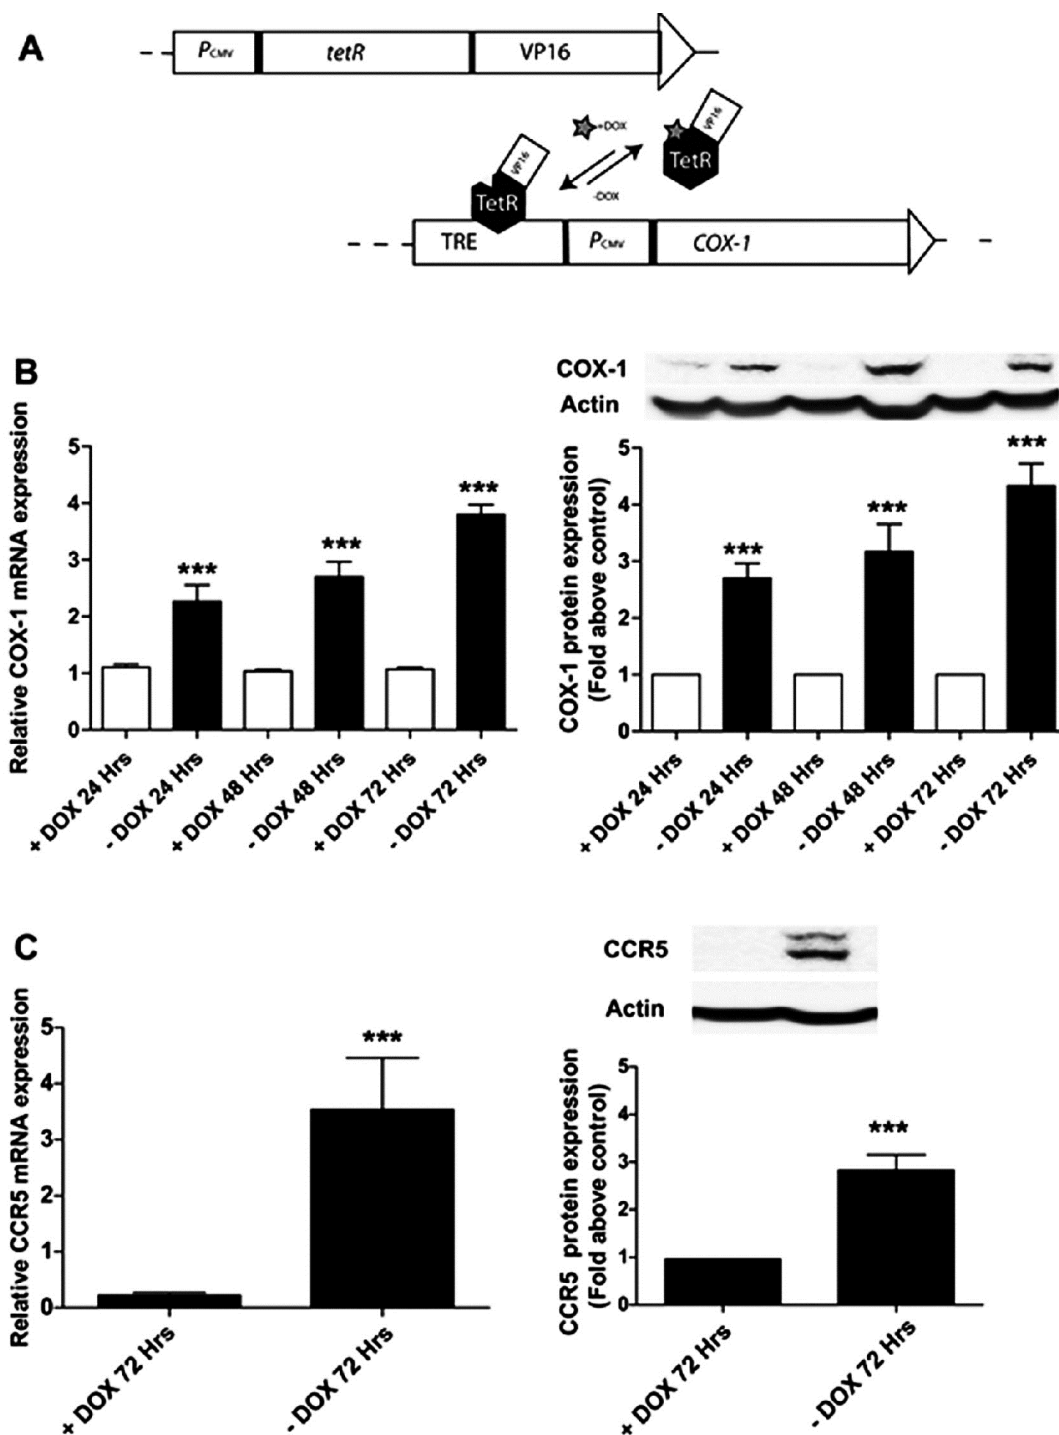 A
PCMV tetR VP16
+DOX
VP16
TetR
-DOX
VP16
TetR
TRE PCMV COX-1
B
COX-1
Actin
Relative COX-1 mRNA expression
5
4
3
2
1
0
***
***
***
+ DOX 24 Hrs
- DOX 24 Hrs
+ DOX 48 Hrs
- DOX 48 Hrs
+ DOX 72 Hrs
- DOX 72 Hrs
COX-1 protein expression
(Fold above control)
5
4
3
2
1
0
***
***
***
+ DOX 24 Hrs
- DOX 24 Hrs
+ DOX 48 Hrs
- DOX 48 Hrs
+ DOX 72 Hrs
- DOX 72 Hrs
C
CCR5
Actin
Relative CCR5 mRNA expression
5
4
3
2
1
0
***
+ DOX 72 Hrs
- DOX 72 Hrs
CCR5 protein expression
(Fold above control)
5
4
3
2
1
0
***
+ DOX 72 Hrs
- DOX 72 Hrs